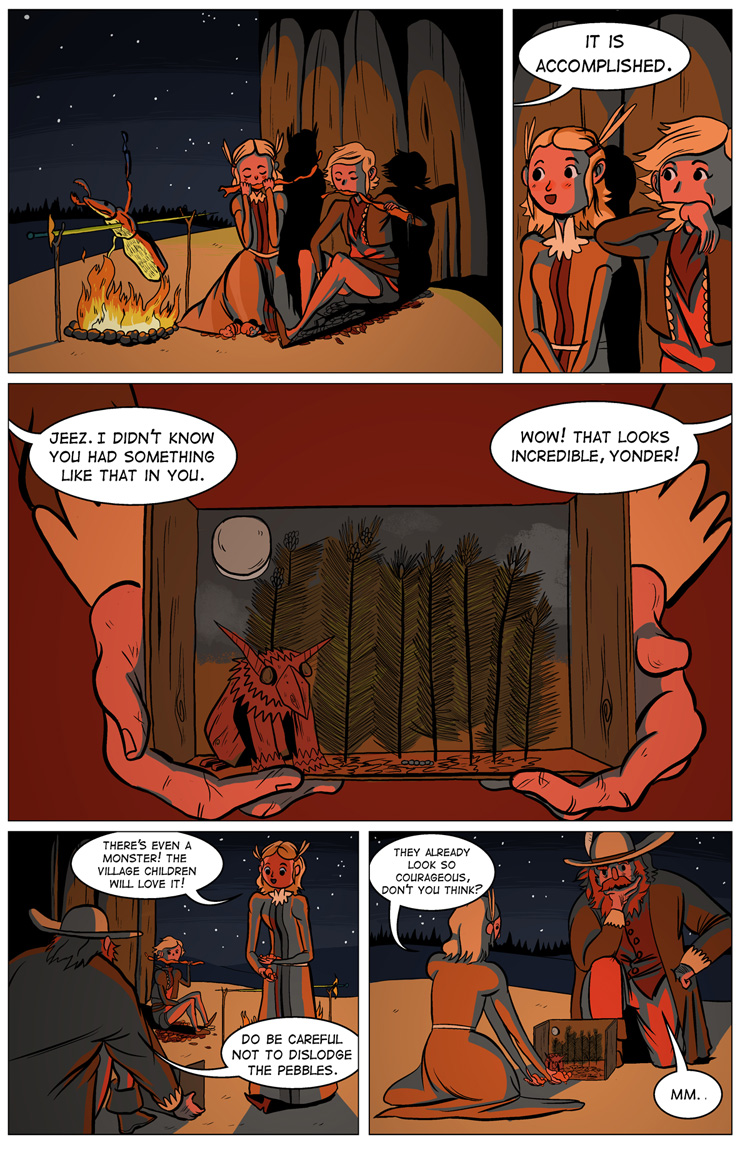 IT IS
ACCOMPLISHED.
JEEZ. I DIDN'T KNOW
YOU HAD SOMETHING
LIKE THAT IN YOU.
WOW! THAT LOOKS
INCREDIBLE, YONDER!
THERE'S EVEN A
MONSTER! THE
VILLAGE CHILDREN
WILL LOVE IT!
DO BE CAREFUL
NOT TO DISLODGE
THE PEBBLES.
THEY ALREADY
LOOK SO
COURAGEOUS,
DON'T YOU THINK?
MM..